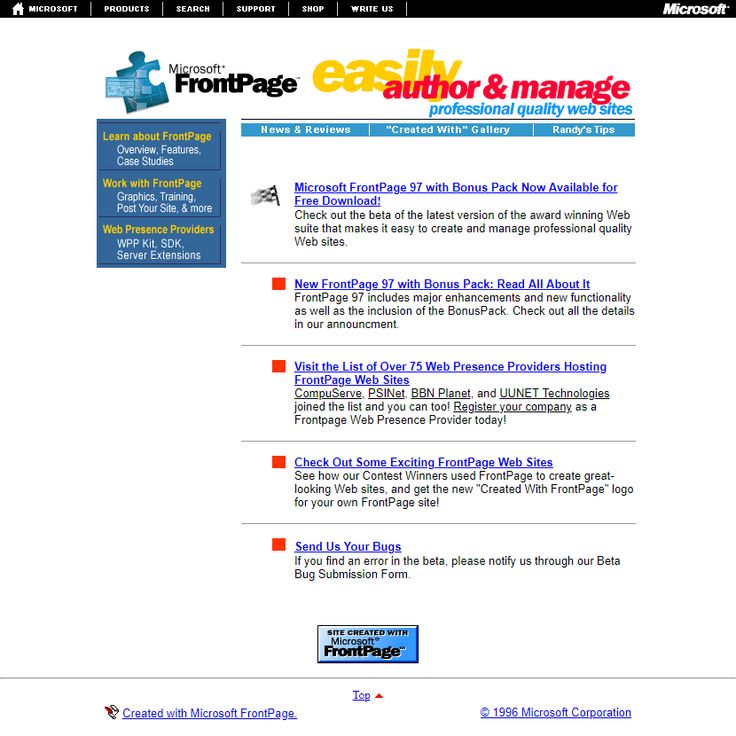 MICROSOFT PRODUCTS SEARCH SUPPORT SHOP WRITE US Microsoft®
Microsoft®
FrontPage™
easily
author & manage
professional quality web sites
News & Reviews "Created With" Gallery Randy's Tips
Learn about FrontPage
Overview, Features,
Case Studies
Work with FrontPage
Graphics, Training,
Post Your Site, & more
Web Presence Providers
WPP Kit, SDK,
Server Extensions
Microsoft FrontPage 97 with Bonus Pack Now Available for
Free Download!
Check out the beta of the latest version of the award winning Web
suite that makes it easy to create and manage professional quality
Web sites.
New FrontPage 97 with Bonus Pack: Read All About It
FrontPage 97 includes major enhancements and new functionality
as well as the inclusion of the BonusPack. Check out all the details
in our announcment.
Visit the List of Over 75 Web Presence Providers Hosting
FrontPage Web Sites
CompuServe, PSINet, BBN Planet, and UUNET Technologies
joined the list and you can too! Register your company as a
Frontpage Web Presence Provider today!
Check Out Some Exciting FrontPage Web Sites
See how our Contest Winners used FrontPage to create great-
looking Web sites, and get the new "Created With FrontPage" logo
for your own FrontPage site!
Send Us Your Bugs
If you find an error in the beta, please notify us through our Beta
Bug Submission Form.
SITE CREATED WITH
Microsoft®
FrontPage™
Top
Created with Microsoft FrontPage. © 1996 Microsoft Corporation